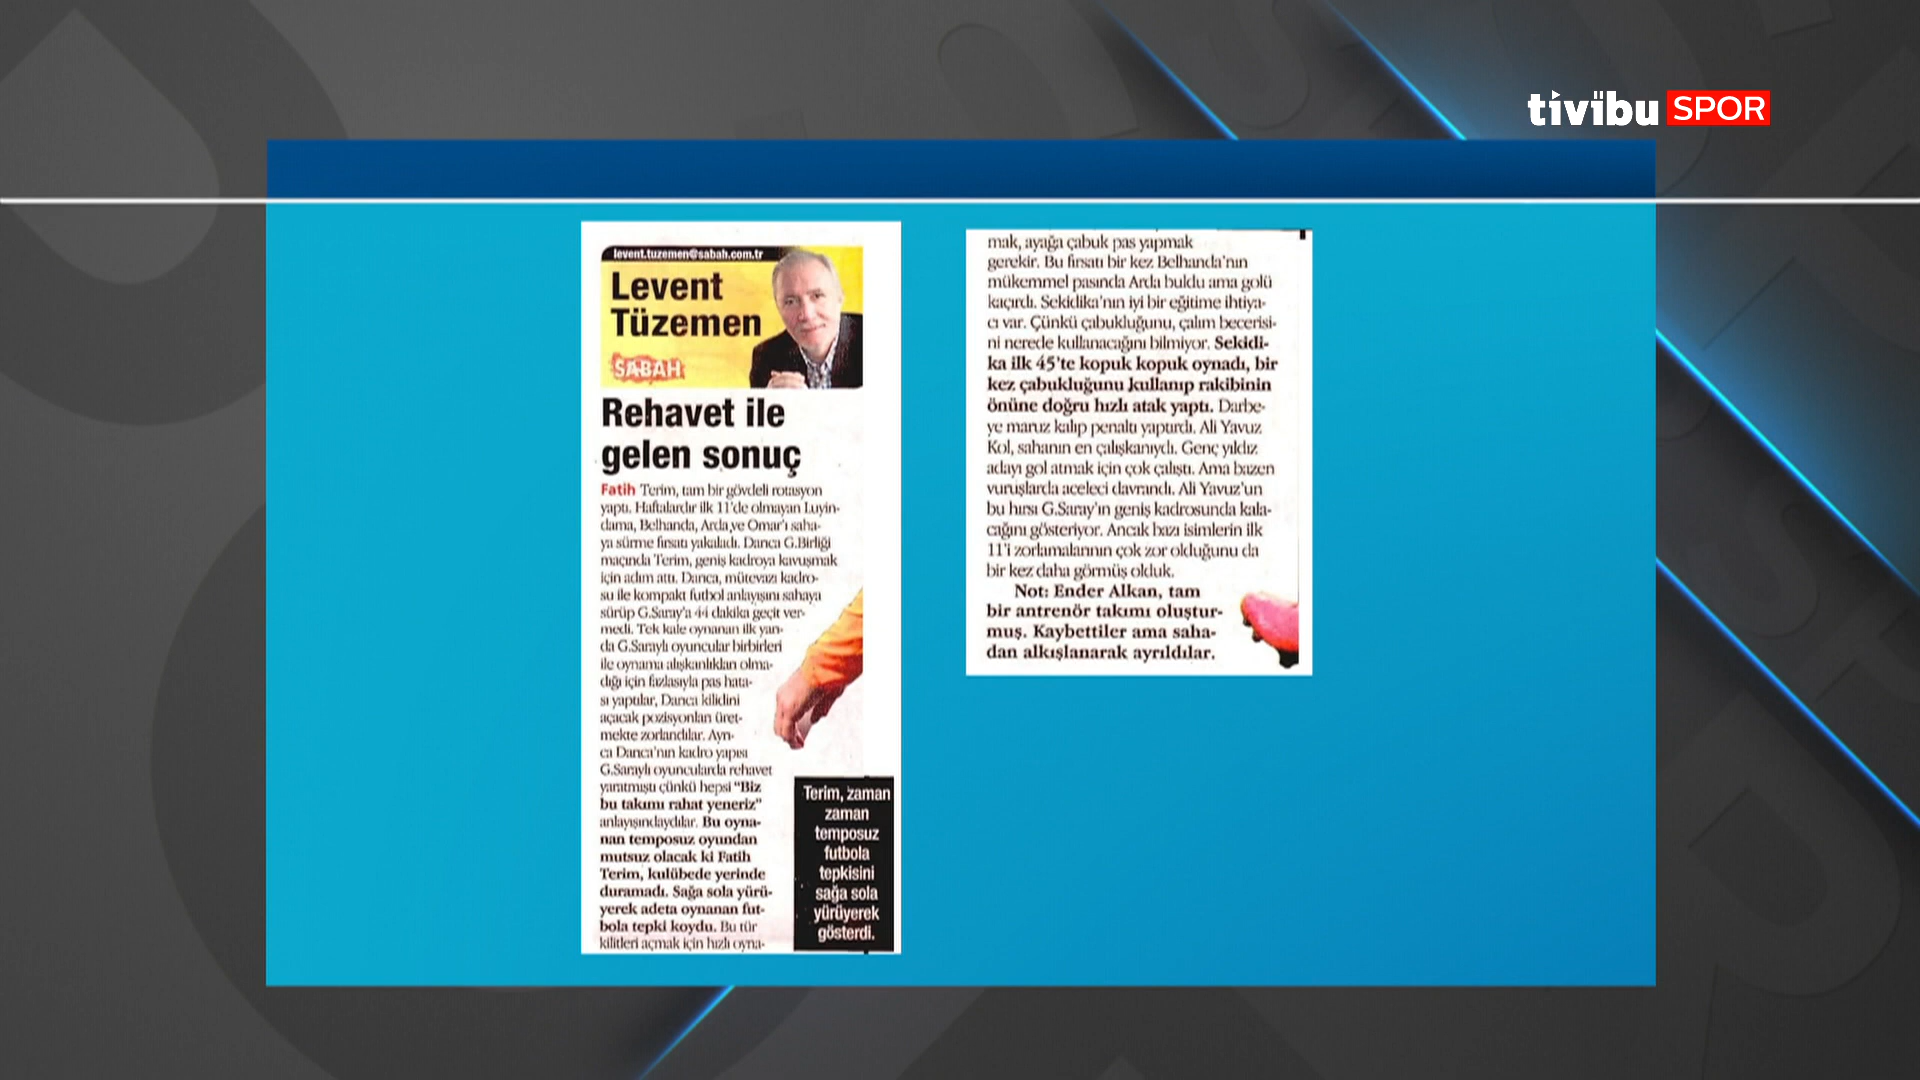 tivibu SPOR
levent.tuzemen@sabah.com.tr
Levent
Tüzemen
SABAH
Rehavet ile
gelen sonuç
Fatih Terim, tam bir gövdeli rotasyon
yaptı. Haftalardır ilk 11'de olmayan Luyin-
dama, Belhanda, Arda ve Omar'ı saha-
ya sürme fırsatı yakaladı. Darıca G.Birliği
maçında Terim, geniş kadroya kavuşmak
için adım attı. Darıca, mütevazı kadro-
su ile kompakt futbol anlayışını sahaya
sürüp G.Saray'a 44 dakika geçit ver-
medi. Tek kale oynanan ilk yarı-
da G.Saraylı oyuncular birbirleri
ile oynama alışkanlıkları olma-
dığı için fazlasıyla pas hata-
sı yaptılar, Darıca kilidini
açacak pozisyonları üret-
mekte zorlandılar. Ayrı-
ca Darıca'nın kadro yapısı
G.Saraylı oyuncularda rehavet
yaratmıştı çünkü hepsi "Biz
bu takımı rahat yeneriz"
anlayışındaydılar. Bu oyna-
nan temposuz oyundan
mutsuz olacak ki Fatih
Terim, kulübede yerinde
duramadı. Sağa sola yürü-
yerek adeta oynanan fut-
bola tepki koydu. Bu tür
kilitleri açmak için hızlı oyna-
Terim, zaman
zaman
temposuz
futbola
tepkisini
sağa sola
yürüyerek
gösterdi.
mak, ayağa çabuk pas yapmak
gerekir. Bu fırsatı bir kez Belhanda'nın
mükemmel pasında Arda buldu ama golü
kaçırdı. Sekidika'nın iyi bir eğitime ihtiya-
cı var. Çünkü çabukluğunu, çalım becerisi-
ni nerede kullanacağını bilmiyor. Sekidi-
ka ilk 45'te kopuk kopuk oynadı, bir
kez çabukluğunu kullanıp rakibinin
önüne doğru hızlı atak yaptı. Darbe-
ye maruz kalıp penaltı yaptırdı. Ali Yavuz
Kol, sahanın en çalışkanıydı. Genç yıldız
adayı gol atmak için çok çalıştı. Ama bazen
vuruşlarda aceleci davrandı. Ali Yavuz'un
bu hırsı G.Saray'ın geniş kadrosunda kala-
cağını gösteriyor. Ancak bazı isimlerin ilk
11'i zorlamalarının çok zor olduğunu da
bir kez daha görmüş olduk.
Not: Ender Alkan, tam
bir antrenör takımı oluştur-
muş. Kaybettiler ama saha-
dan alkışlanarak ayrıldılar.